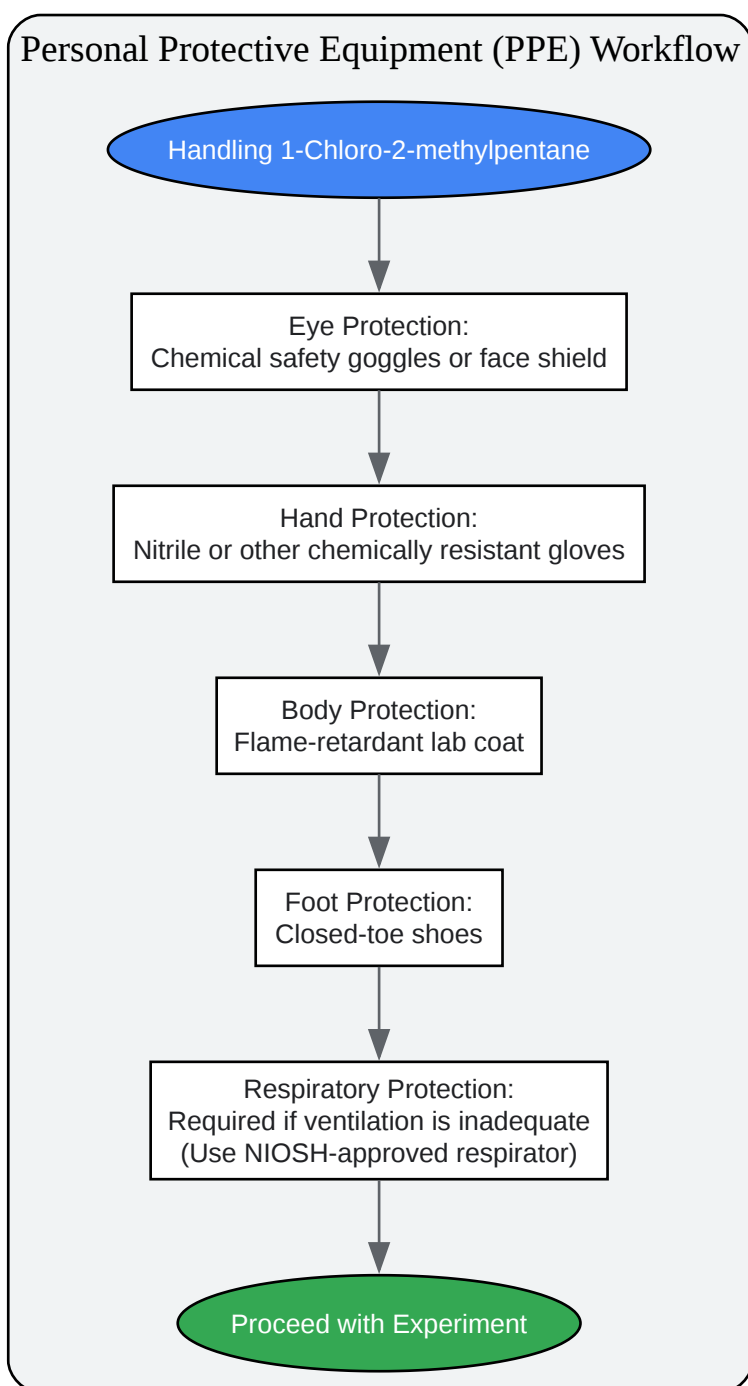 Personal Protective Equipment (PPE) Workflow
Handling 1-Chloro-2-methylpentane
Eye Protection:
Chemical safety goggles or face shield
Hand Protection:
Nitrile or other chemically resistant gloves
Body Protection:
Flame-retardant lab coat
Foot Protection:
Closed-toe shoes
Respiratory Protection:
Required if ventilation is inadequate
(Use NIOSH-approved respirator)
Proceed with Experiment